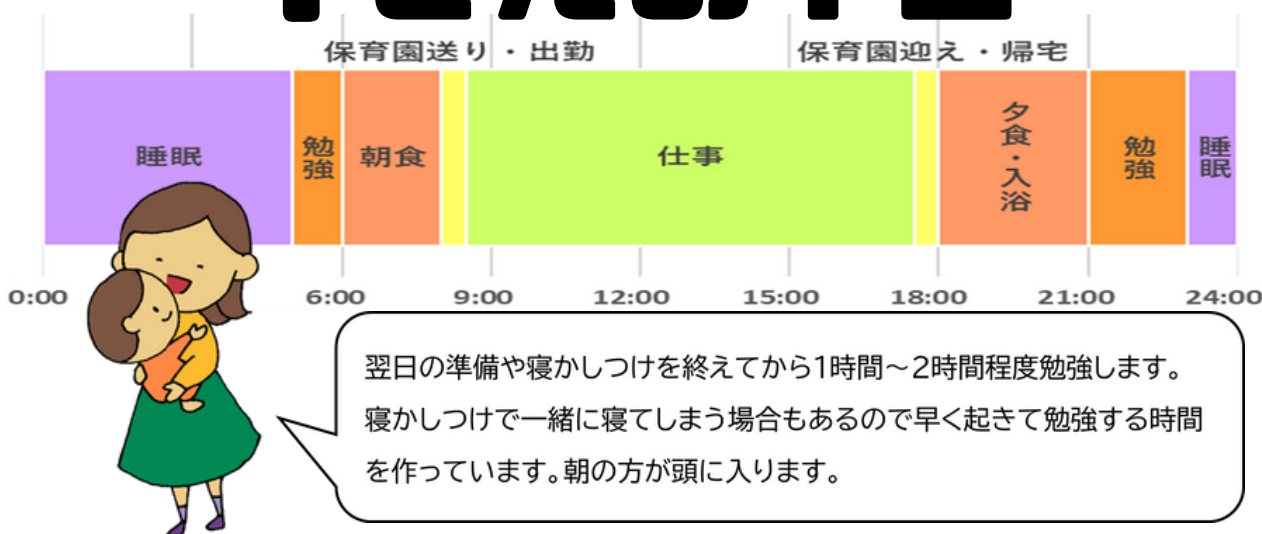 保育園送り・出勤
保育園迎え・帰宅
睡眠
勉強
朝食
仕事
夕食・入浴
勉強
睡眠
0:00
6:00
9:00
12:00
15:00
18:00
21:00
24:00
翌日の準備や寝かしつけを終えてから1時間～2時間程度勉強します。
寝かしつけで一緒に寝てしまう場合もあるので早く起きて勉強する時間
を作っています。朝の方が頭に入ります。